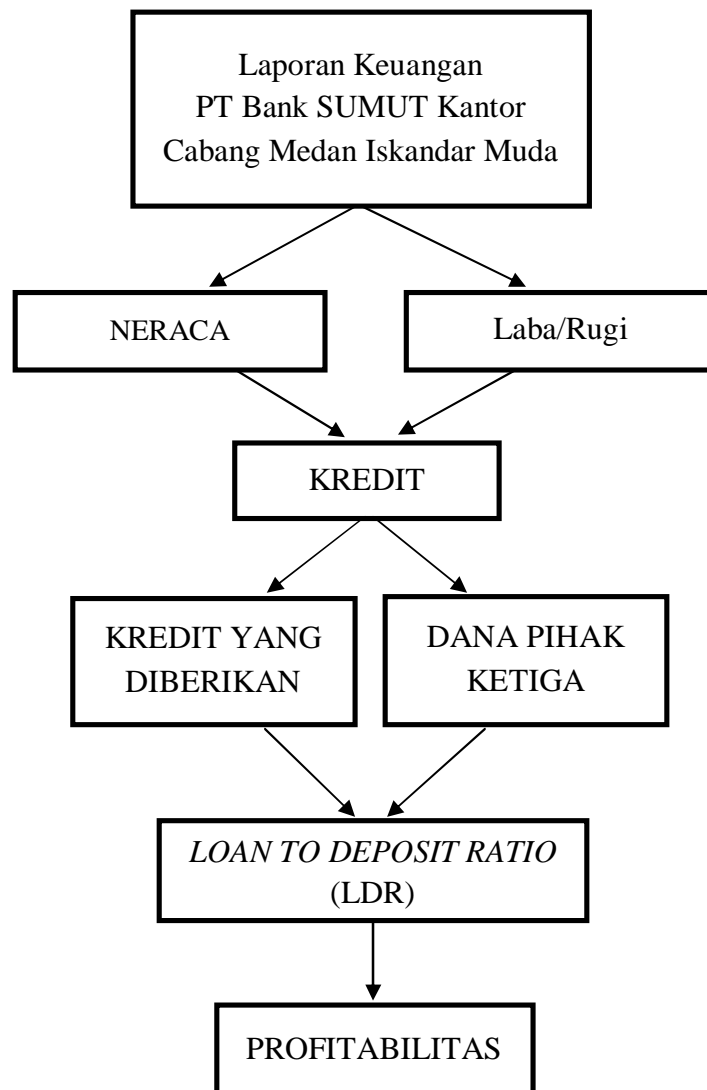 Laporan Keuangan
PT Bank SUMUT Kantor
Cabang Medan Iskandar Muda
NERACA
Laba/Rugi
KREDIT
KREDIT YANG
DIBERIKAN
DANA PIHAK
KETIGA
LOAN TO DEPOSIT RATIO
(LDR)
PROFITABILITAS